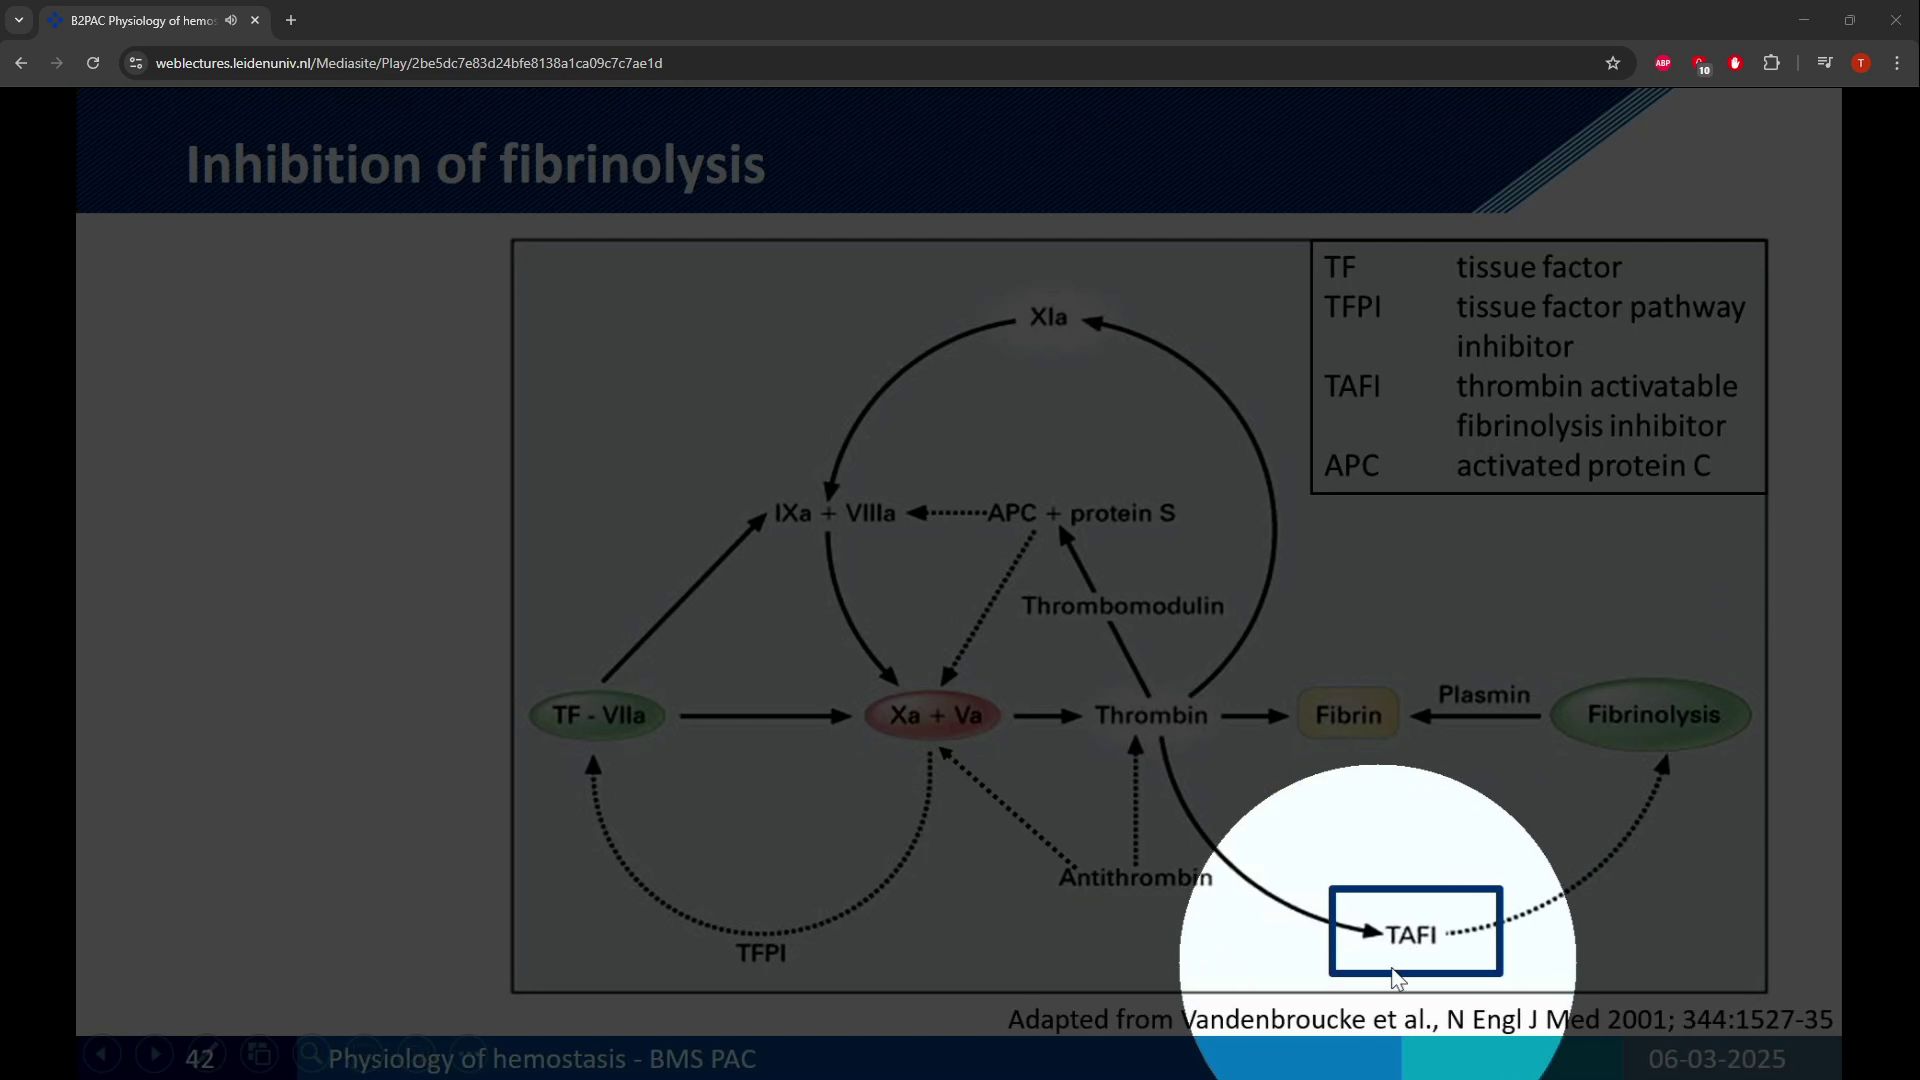 B2PAC Physiology of hemos
weblectures.leidenuniv.nl/Mediasite/Play/2be5dc7e83d24bfe8138a1ca09c7c7ae1d
ABP
10
T
Inhibition of fibrinolysis
TF tissue factor
TFPI tissue factor pathway
inhibitor
TAFI thrombin activatable
fibrinolysis inhibitor
APC activated protein C
XIa
IXa + VIIIa
APC + protein S
Thrombomodulin
TF - VIIa
Xa + Va
Thrombin
Fibrin
Plasmin
Fibrinolysis
Antithrombin
TAFI
TFPI
Adapted from Vandenbroucke et al., N Engl J Med 2001; 344:1527-35
42
Physiology of hemostasis - BMS PAC
06-03-2025